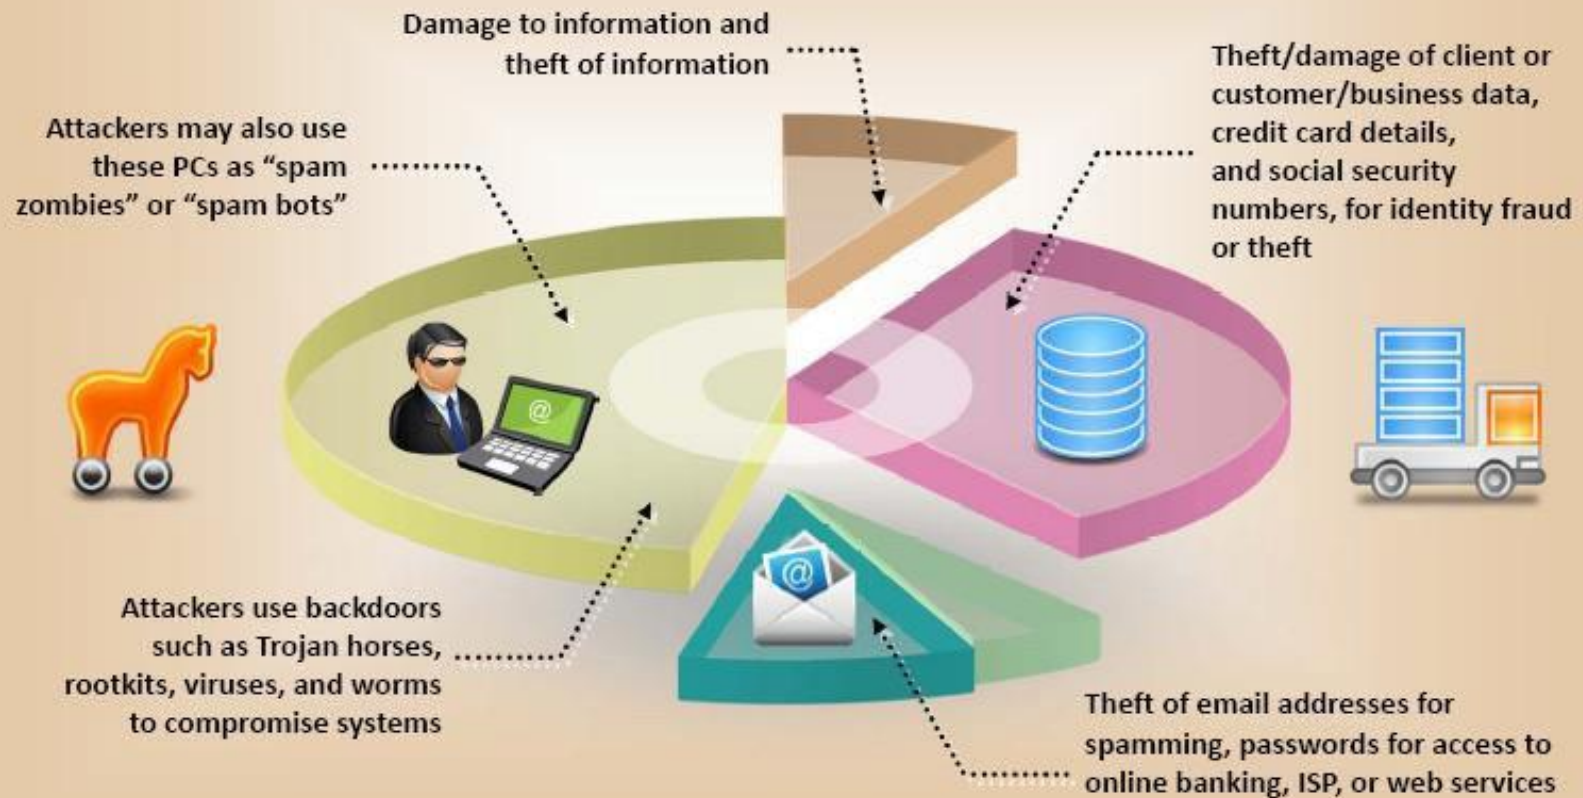 Damage to information and
theft of information
Theft/damage of client or
customer/business data,
credit card details,
and social security
numbers, for identity fraud
or theft
Attackers may also use
these PCs as “spam
zombies” or “spam bots”
@
@
Attackers use backdoors
such as Trojan horses,
rootkits, viruses, and worms
to compromise systems
Theft of email addresses for
spamming, passwords for access to
online banking, ISP, or web services